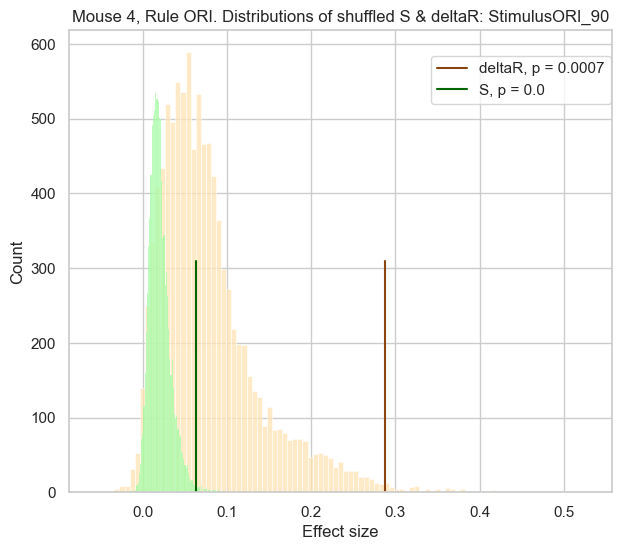 Mouse 4, Rule ORI. Distributions of shuffled S & deltaR: StimulusORI_90
600
500
400
300
200
100
0
Count
deltaR, p = 0.0007
S, p = 0.0
0.0 0.1 0.2 0.3 0.4 0.5
Effect size